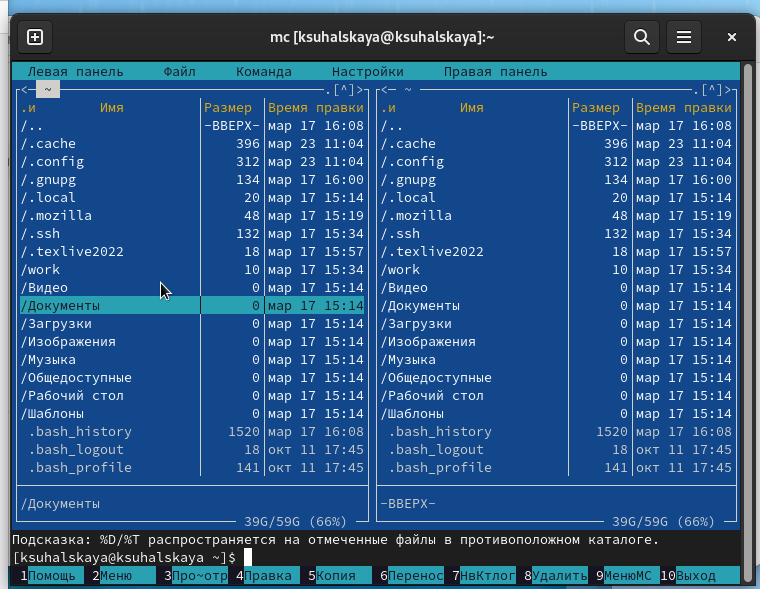 mc [ksuhalskaya@ksuhalskaya]:~
Левая панель Файл Команда Настройки Правая панель
<─ ~ ─.[^]> <─ ~ ─.[^]>
.и Имя Размер Время правки .и Имя Размер Время правки
/.. -ВВЕРХ- мар 17 16:08 /.. -ВВЕРХ- мар 17 16:08
/.cache 396 мар 23 11:04 /.cache 396 мар 23 11:04
/.config 312 мар 23 11:04 /.config 312 мар 23 11:04
/.gnupg 134 мар 17 16:00 /.gnupg 134 мар 17 16:00
/.local 20 мар 17 15:14 /.local 20 мар 17 15:14
/.mozilla 48 мар 17 15:19 /.mozilla 48 мар 17 15:19
/.ssh 132 мар 17 15:34 /.ssh 132 мар 17 15:34
/.texlive2022 18 мар 17 15:57 /.texlive2022 18 мар 17 15:57
/work 10 мар 17 15:34 /work 10 мар 17 15:34
/Видео 0 мар 17 15:14 /Видео 0 мар 17 15:14
/Документы 0 мар 17 15:14 /Документы 0 мар 17 15:14
/Загрузки 0 мар 17 15:14 /Загрузки 0 мар 17 15:14
/Изображения 0 мар 17 15:14 /Изображения 0 мар 17 15:14
/Музыка 0 мар 17 15:14 /Музыка 0 мар 17 15:14
/Общедоступные 0 мар 17 15:14 /Общедоступные 0 мар 17 15:14
/Рабочий стол 0 мар 17 15:14 /Рабочий стол 0 мар 17 15:14
/Шаблоны 0 мар 17 15:14 /Шаблоны 0 мар 17 15:14
.bash_history 1520 мар 17 16:08 .bash_history 1520 мар 17 16:08
.bash_logout 18 окт 11 17:45 .bash_logout 18 окт 11 17:45
.bash_profile 141 окт 11 17:45 .bash_profile 141 окт 11 17:45
/Документы -ВВЕРХ-
39G/59G (66%) 39G/59G (66%)
Подсказка: %D/%T распространяется на отмеченные файлы в противоположном каталоге.
[ksuhalskaya@ksuhalskaya ~]$
1Помощь 2Меню 3Про~отр 4Правка 5Копия 6Перенос 7НвКтлог 8Удалить 9МенюМС 10Выход